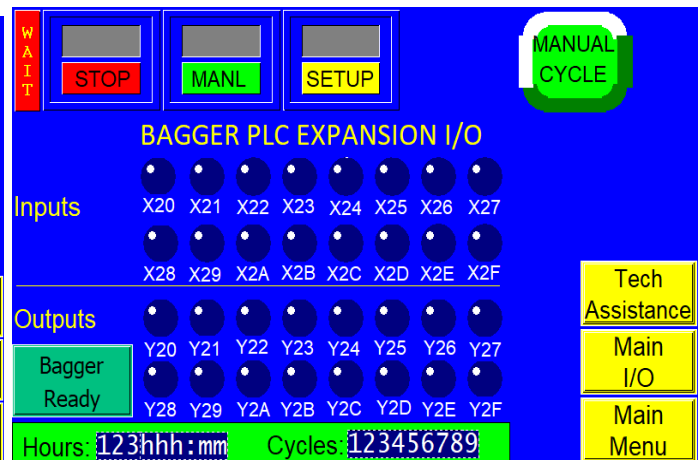 WAIT
STOP MANL SETUP
MANUAL
CYCLE
BAGGER PLC EXPANSION I/O
Inputs
X20 X21 X22 X23 X24 X25 X26 X27
X28 X29 X2A X2B X2C X2D X2E X2F
Outputs
Y20 Y21 Y22 Y23 Y24 Y25 Y26 Y27
Bagger
Ready
Y28 Y29 Y2A Y2B Y2C Y2D Y2E Y2F
Tech
Assistance
Main
I/O
Main
Menu
Hours: 123hhh:mm Cycles: 123456789